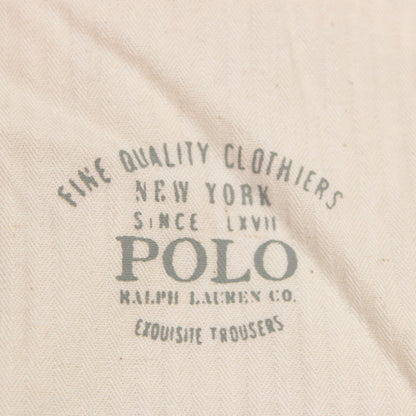 FINE QUALITY CLOTHIERS
NEW YORK
SINCE LXVII
POLO
RALPH LAUREN CO.
EXQUISITE TROUSERS